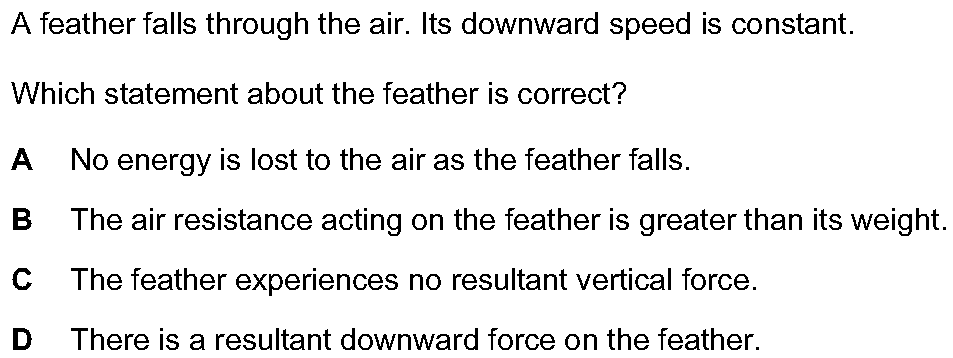 A feather falls through the air. Its downward speed is constant.
Which statement about the feather is correct?
A No energy is lost to the air as the feather falls.
B The air resistance acting on the feather is greater than its weight.
C The feather experiences no resultant vertical force.
D There is a resultant downward force on the feather.